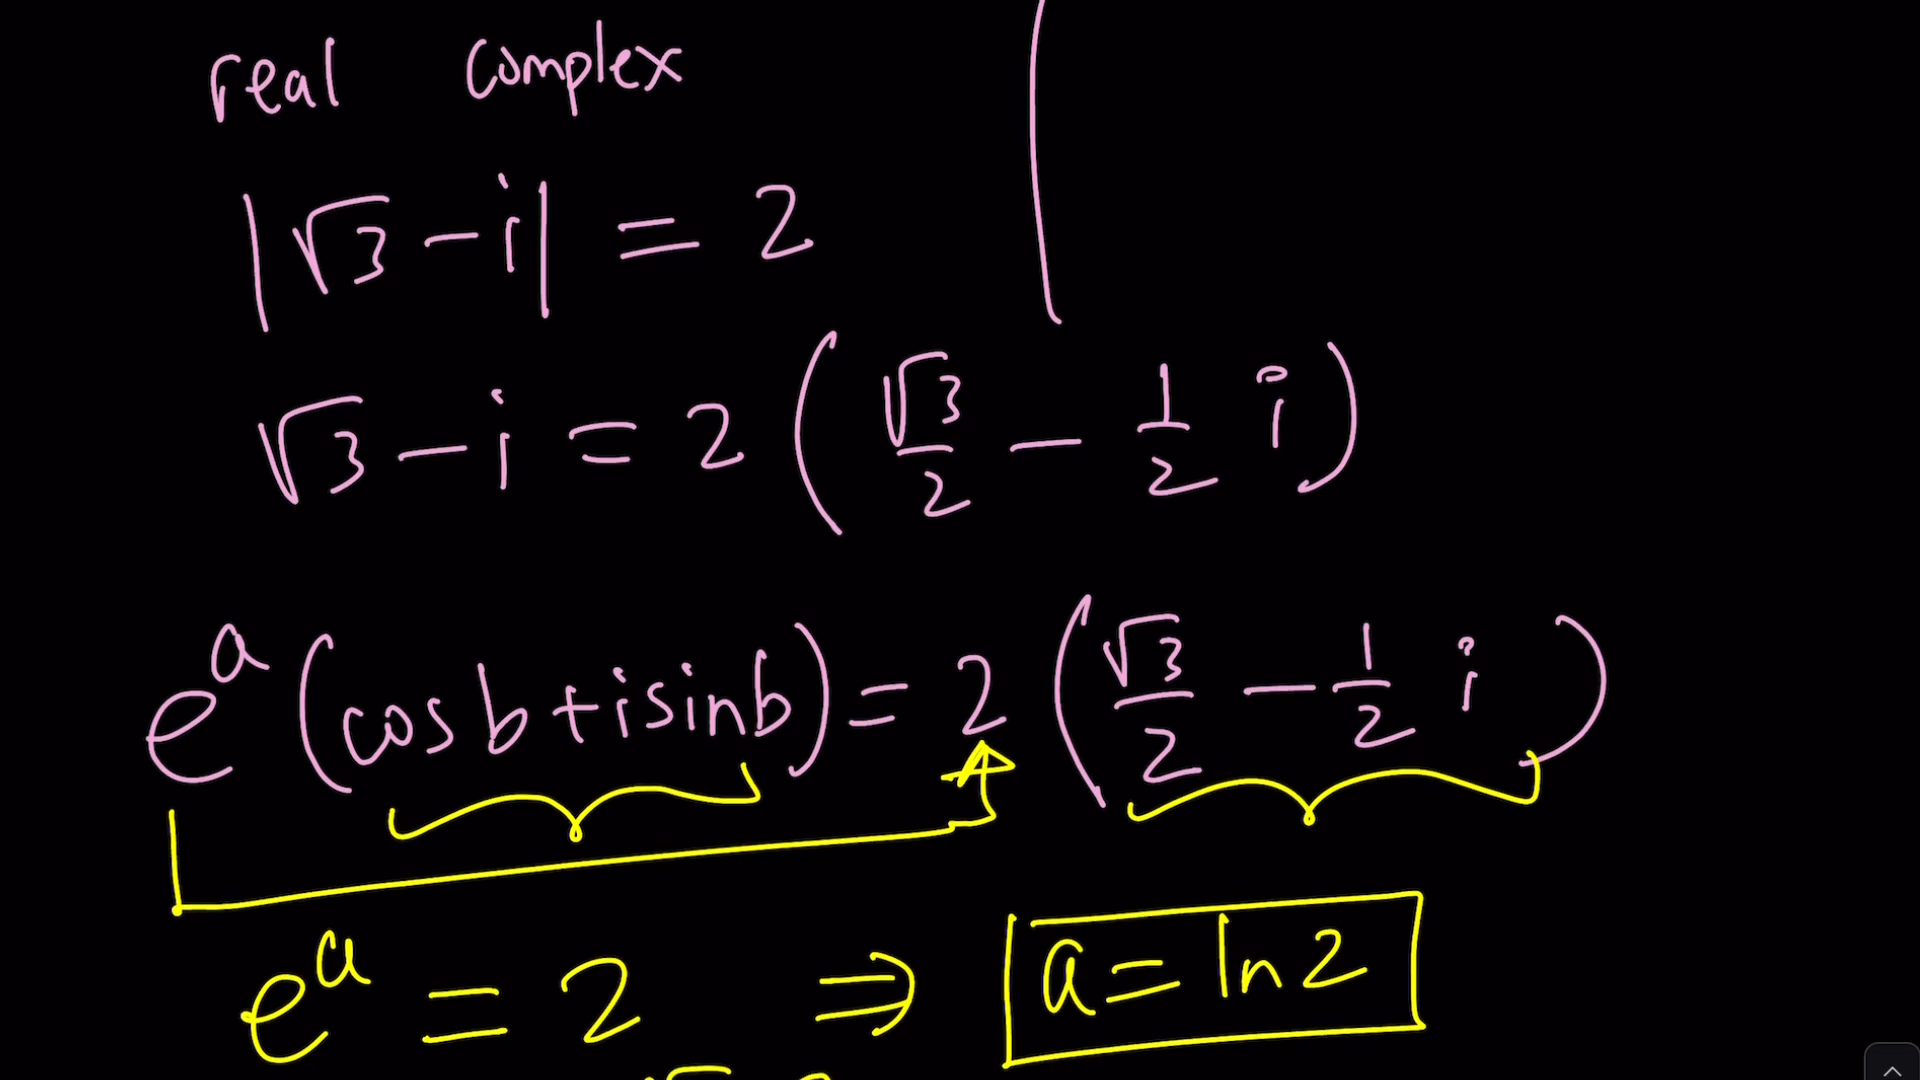 real complex
|√3 - i| = 2
√3 - i = 2 (√3/2 - 1/2 i)
e^a (cos b + i sin b) = 2 (√3/2 - 1/2 i)
e^a = 2 ⇒ a = ln 2